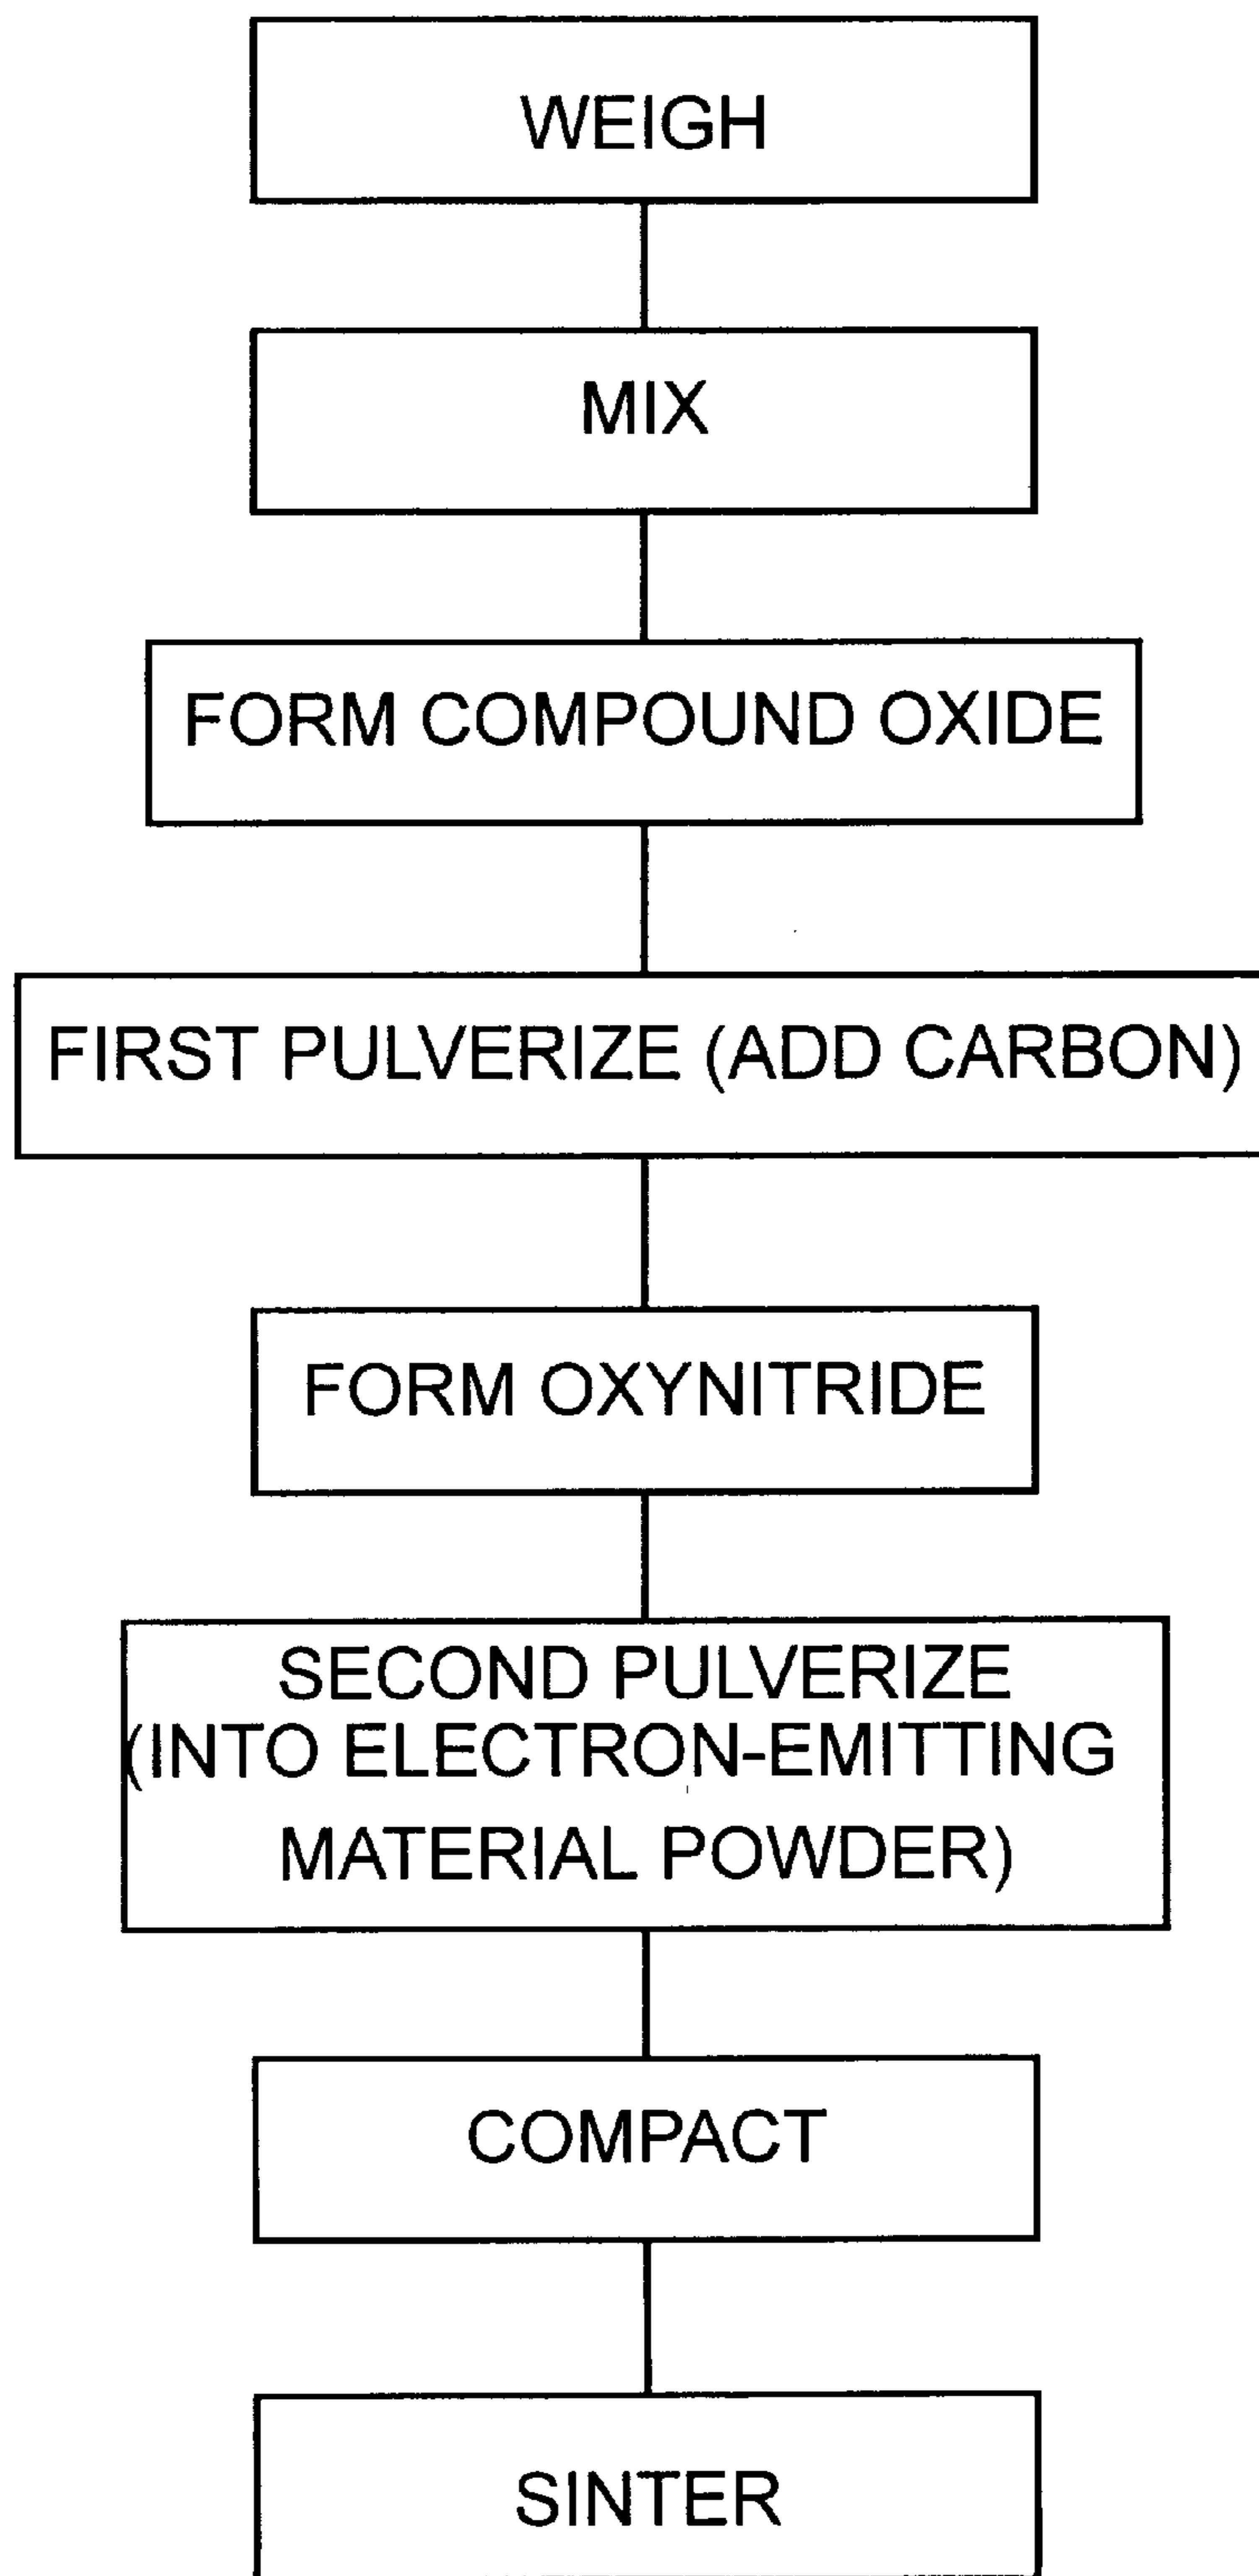 WEIGH
MIX
FORM COMPOUND OXIDE
FIRST PULVERIZE (ADD CARBON)
FORM OXYNITRIDE
SECOND PULVERIZE
(INTO ELECTRON-EMITTING
MATERIAL POWDER)
COMPACT
SINTER